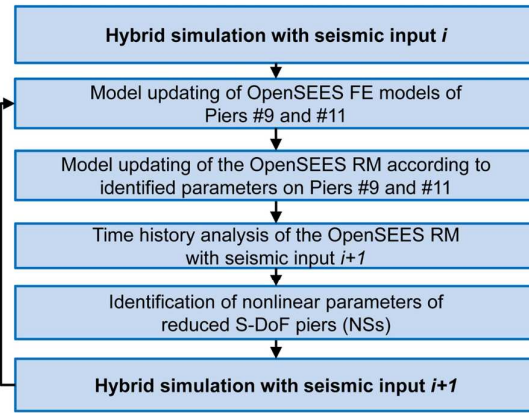 Hybrid simulation with seismic input i
Model updating of OpenSEES FE models of
Piers #9 and #11
Model updating of the OpenSEES RM according to
identified parameters on Piers #9 and #11
Time history analysis of the OpenSEES RM
with seismic input i+1
Identification of nonlinear parameters of
reduced S-DoF piers (NSs)
Hybrid simulation with seismic input i+1